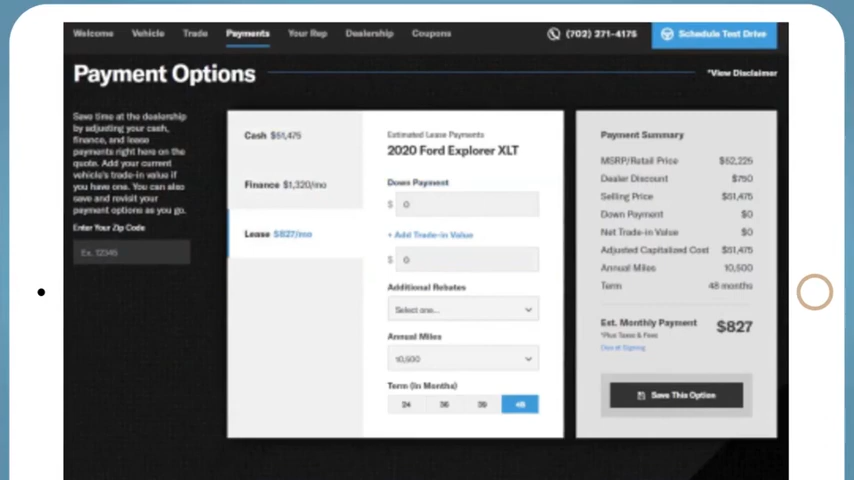 Welcome Vehicle Trade Payments Your Rep Dealership Coupons (702) 271-4175 Schedule Test Drive
Payment Options
*View Disclaimer
Save time at the dealership
by adjusting your cash,
finance, and lease
payments right here on the
quote. Add your current
vehicle's trade-in value if
you have one. You can also
save and revisit your
payment options as you go.
Enter Your Zip Code
Ex. 12345
Cash $51,475
Finance $1,320/mo
Lease $827/mo
Estimated Lease Payments
2020 Ford Explorer XLT
Down Payment
$ 0
+ Add Trade-in Value
$ 0
Additional Rebates
Select one...
Annual Miles
10,500
Term (In Months)
24 36 39 48
Payment Summary
MSRP/Retail Price $52,225
Dealer Discount $750
Selling Price $51,475
Down Payment $0
Net Trade-in Value $0
Adjusted Capitalized Cost $51,475
Annual Miles 10,500
Term 48 months
Est. Monthly Payment $827
*Plus Taxes & Fees
Due at Signing
Save This Option